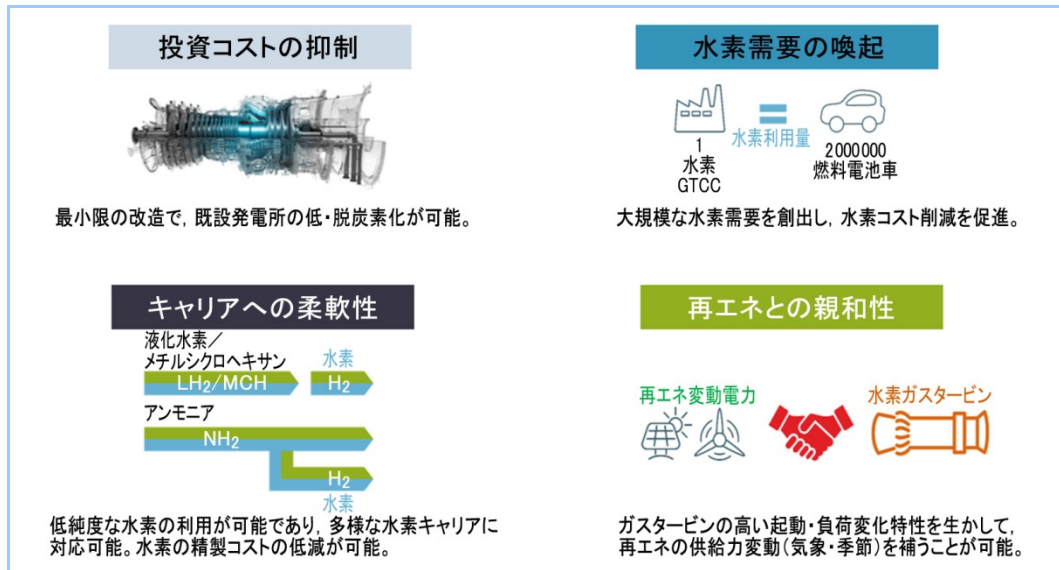 投資コストの抑制
最小限の改造で，既設発電所の低・脱炭素化が可能。
水素需要の喚起
1
水素
GTCC
水素利用量
2000000
燃料電池車
大規模な水素需要を創出し，水素コスト削減を促進。
キャリアへの柔軟性
液化水素／
メチルシクロヘキサン
LH₂/MCH
水素
H₂
アンモニア
NH₂
H₂
水素
低純度な水素の利用が可能であり，多様な水素キャリアに
対応可能。水素の精製コストの低減が可能。
再エネとの親和性
再エネ変動電力
水素ガスタービン
ガスタービンの高い起動・負荷変化特性を生かして，
再エネの供給力変動（気象・季節）を補うことが可能。